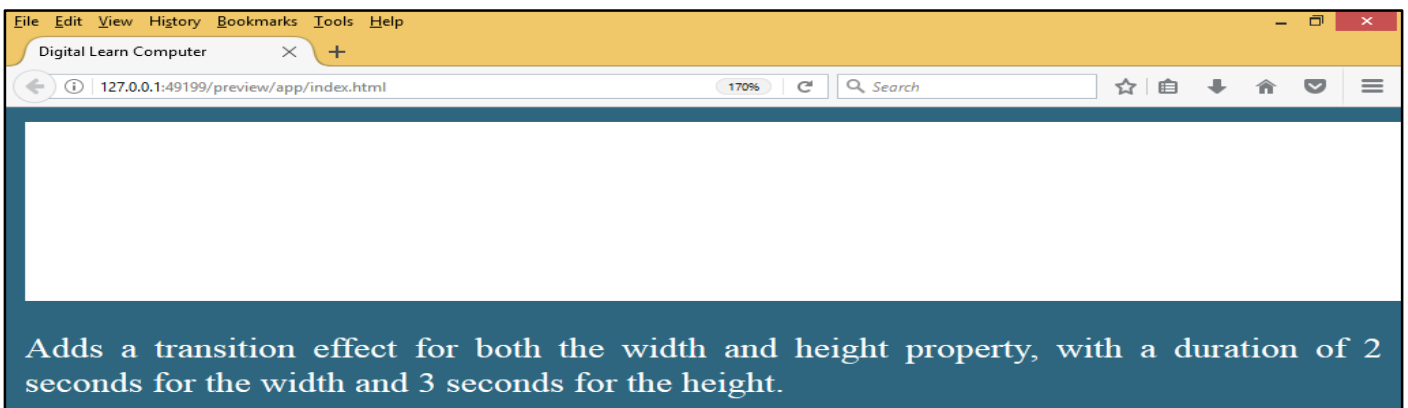 File Edit View History Bookmarks Tools Help
Digital Learn Computer
127.0.0.1:49199/preview/app/index.html 170% Search
Adds a transition effect for both the width and height property, with a duration of 2
seconds for the width and 3 seconds for the height.